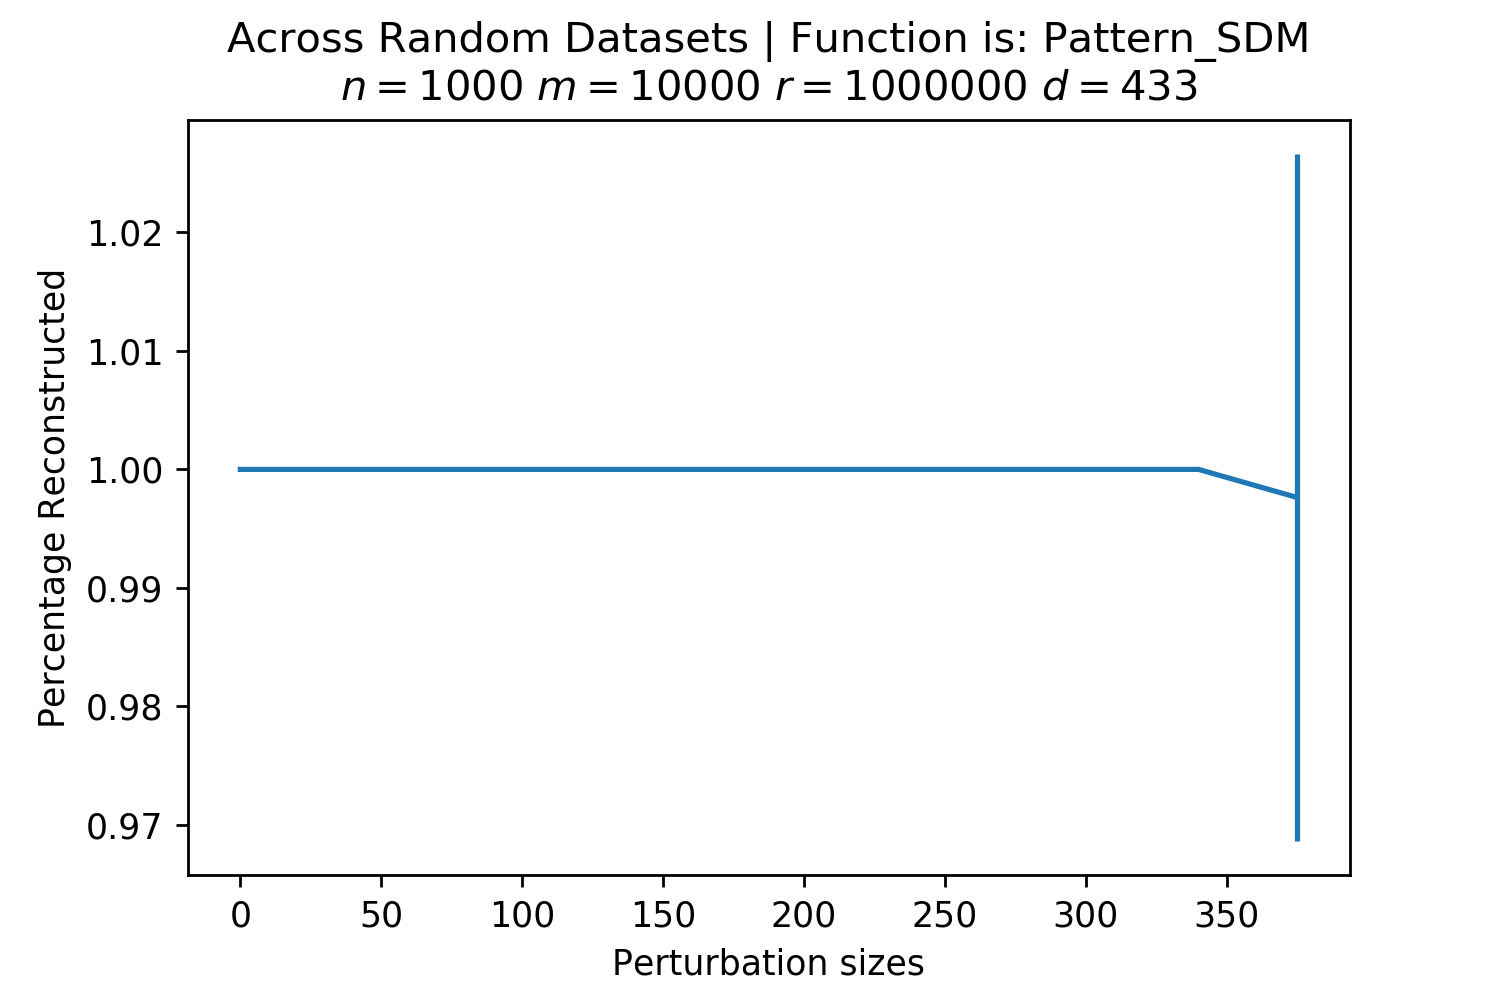 Across Random Datasets | Function is: Pattern_SDM
n = 1000 m = 10000 r = 1000000 d = 433
1.02
1.01
1.00
0.99
0.98
0.97
Percentage Reconstructed
0 50 100 150 200 250 300 350
Perturbation sizes